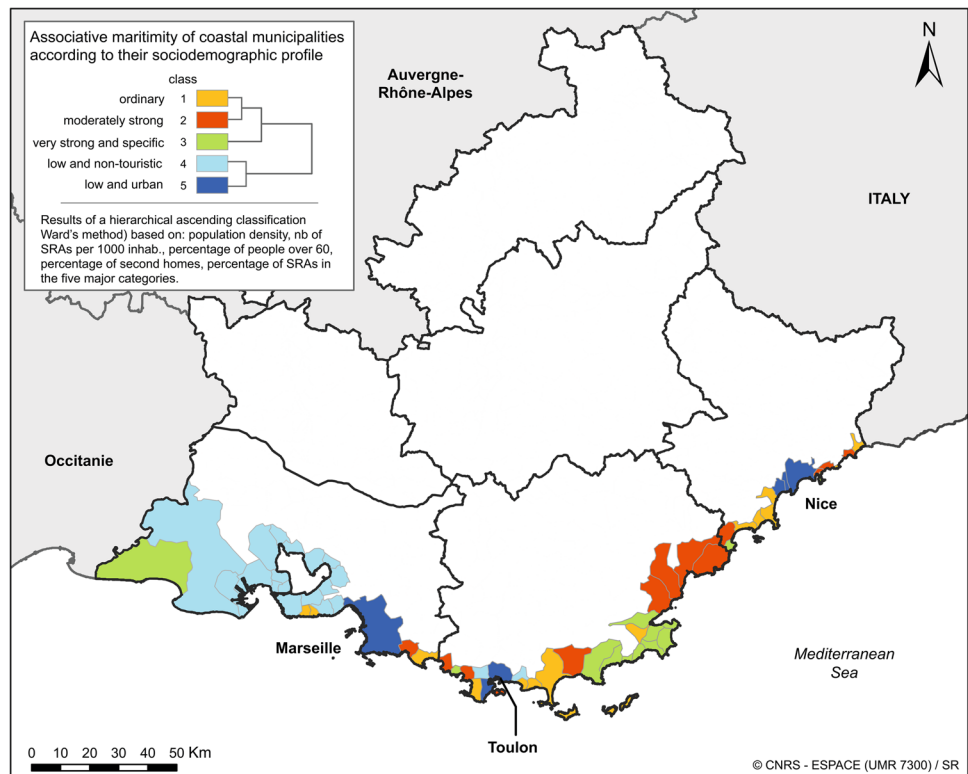 Associative maritimity of coastal municipalities
according to their sociodemographic profile
class
ordinary 1
moderately strong 2
very strong and specific 3
low and non-touristic 4
low and urban 5
Results of a hierarchical ascending classification
Ward's method) based on: population density, nb of
SRAs per 1000 inhab., percentage of people over 60,
percentage of second homes, percentage of SRAs in
the five major categories.
N
Auvergne-
Rhône-Alpes
ITALY
Occitanie
Nice
Marseille
Mediterranean
Sea
Toulon
0 10 20 30 40 50 Km
© CNRS - ESPACE (UMR 7300) / SR